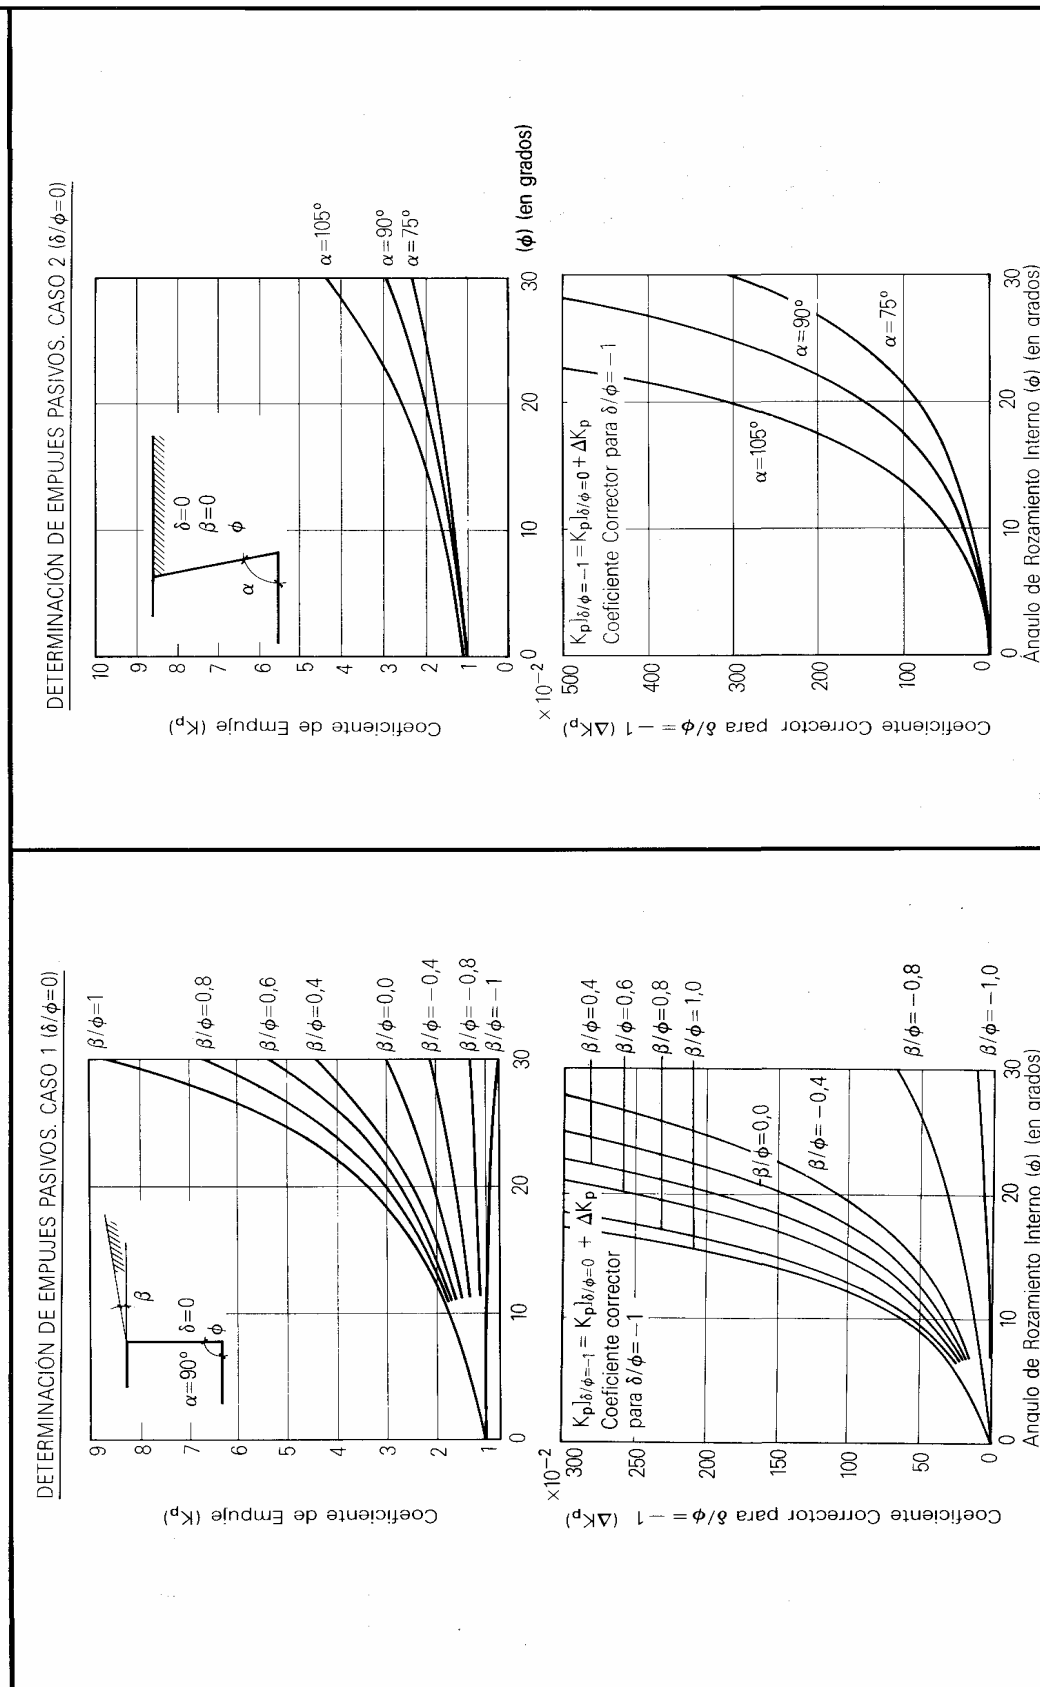 DETERMINACIÓN DE EMPUJES PASIVOS. CASO 1 (δ/φ=0)
Coeficiente de Empuje (Kp)
9
8
7
6
5
4
3
2
1
0
10
20
30
α=90°
δ=0
φ
β
β/φ=1
β/φ=0,8
β/φ=0,6
β/φ=0,4
β/φ=0,0
β/φ=−0,4
β/φ=−0,8
β/φ=−1
Coeficiente Corrector para δ/φ=−1 (ΔKp)
×10−2
300
250
200
150
100
50
0
Kp]δ/φ=−1 = Kp]δ/φ=0 + ΔKp
Coeficiente corrector
para δ/φ=−1
β/φ=0,4
β/φ=0,6
β/φ=0,8
β/φ=1,0
β/φ=0,0
β/φ=−0,4
β/φ=−0,8
β/φ=−1,0
0
10
20
30
Angulo de Rozamiento Interno (φ) (en grados)
DETERMINACIÓN DE EMPUJES PASIVOS. CASO 2 (δ/φ=0)
Coeficiente de Empuje (Kp)
10
9
8
7
6
5
4
3
2
1
0
α
δ=0
β=0
φ
α=105°
α=90°
α=75°
0
10
20
30
(φ) (en grados)
Coeficiente Corrector para δ/φ=−1 (ΔKp)
×10−2
500
400
300
200
100
0
Kp]δ/φ=−1 = Kp]δ/φ=0 + ΔKp
Coeficiente Corrector para δ/φ=−1
α=105°
α=90°
α=75°
0
10
20
30
Ángulo de Rozamiento Interno (φ) (en grados)